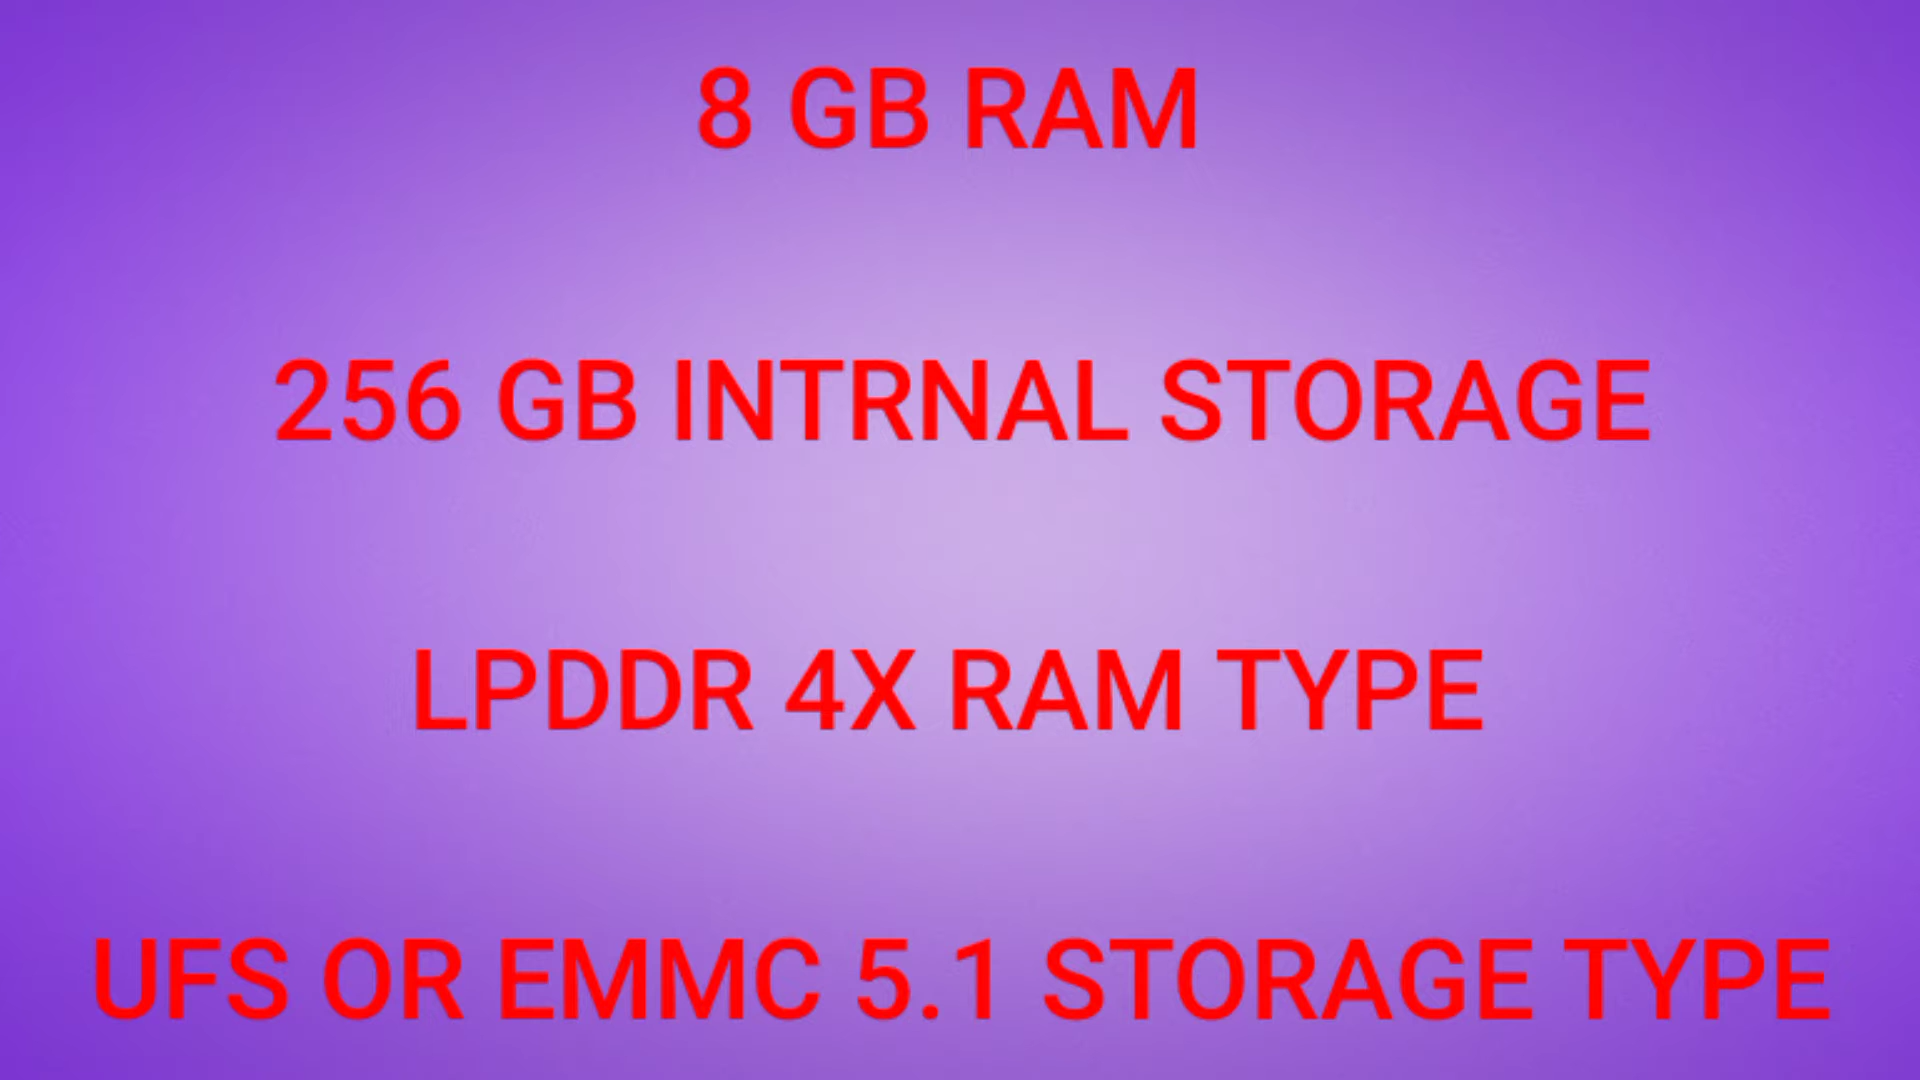 8 GB RAM
256 GB INTRNAL STORAGE
LPDDR 4X RAM TYPE
UFS OR EMMC 5.1 STORAGE TYPE